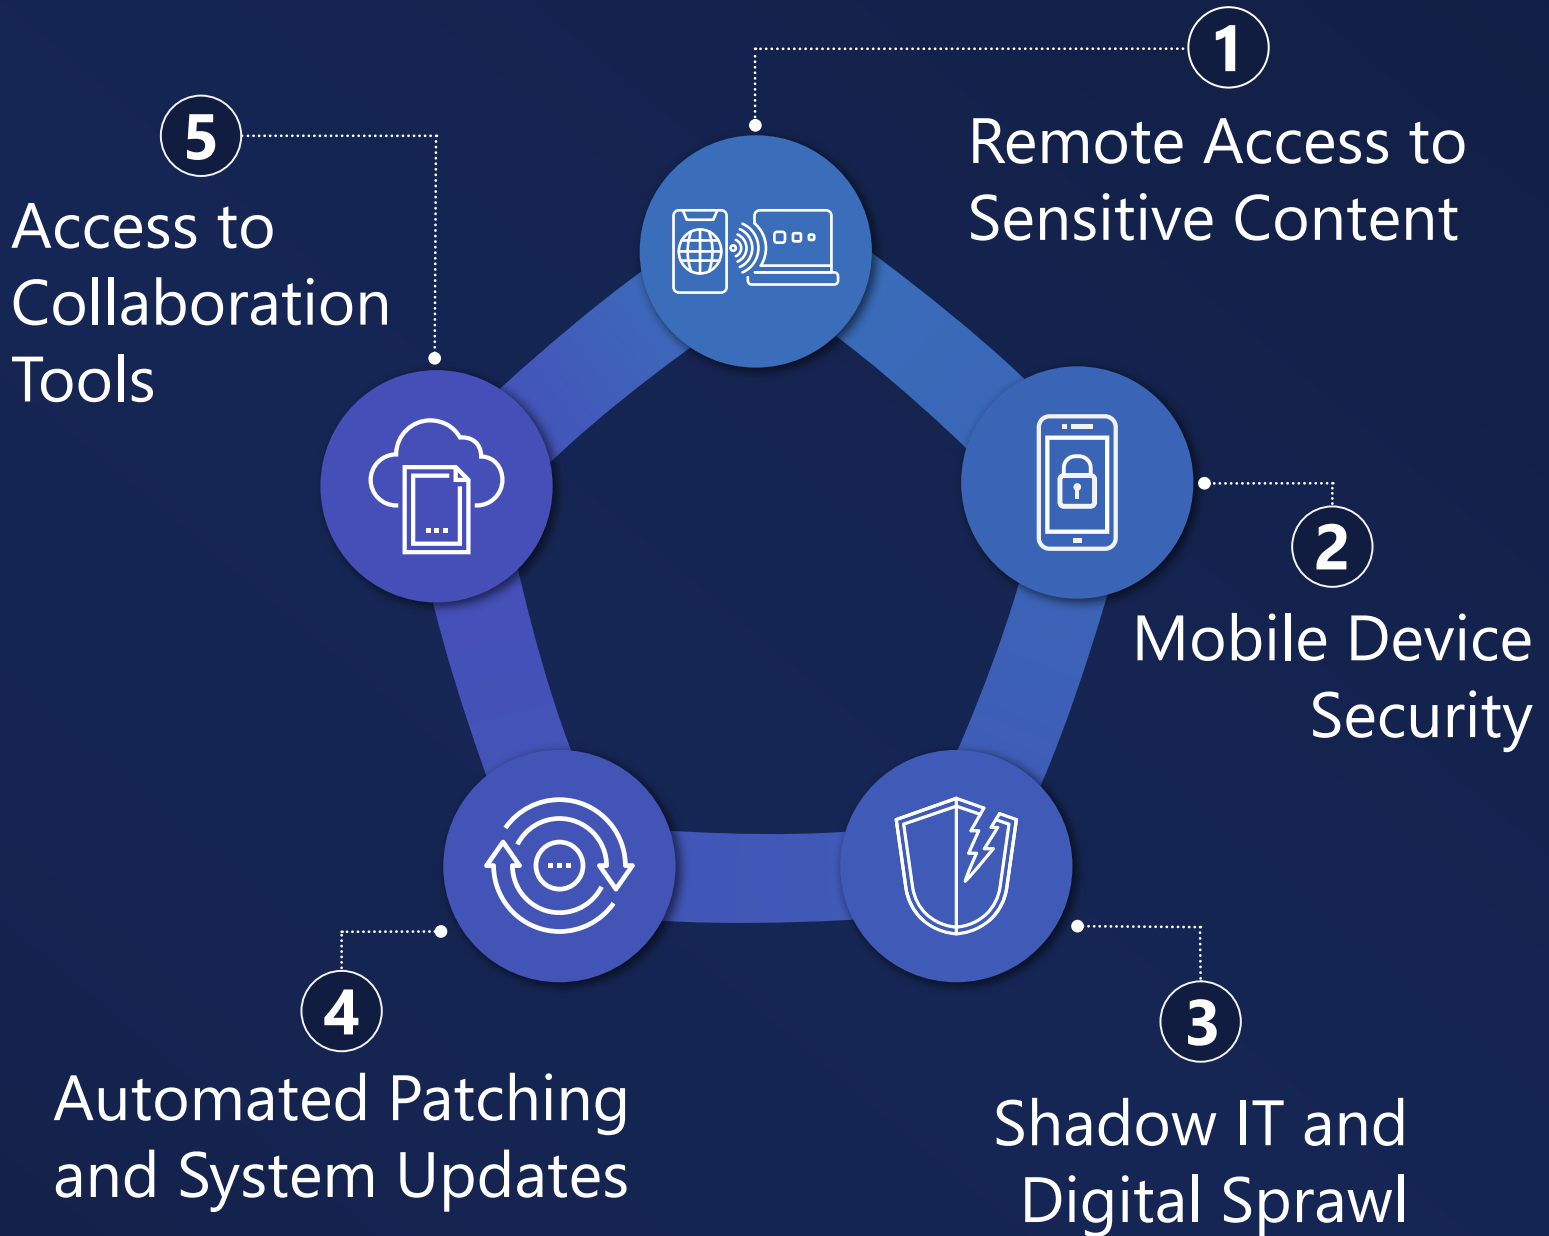 1
Remote Access to
Sensitive Content
2
Mobile Device
Security
3
Shadow IT and
Digital Sprawl
4
Automated Patching
and System Updates
5
Access to
Collaboration
Tools